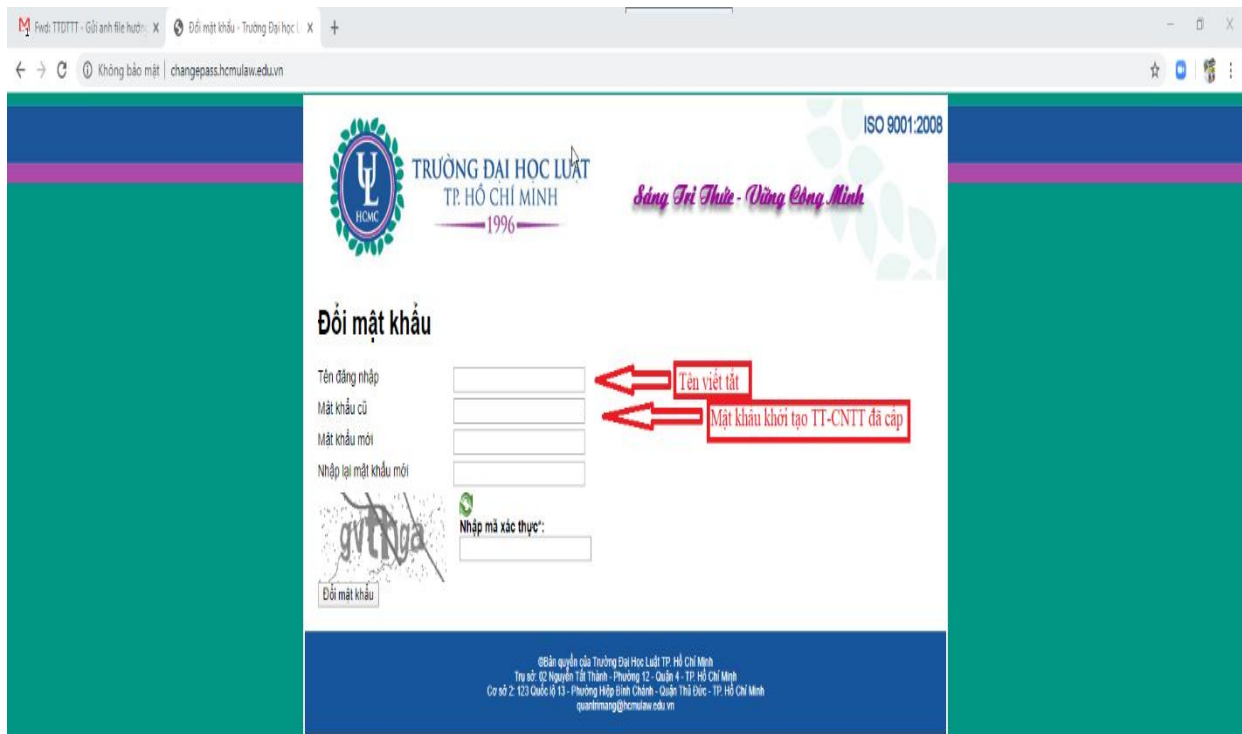 Fwd: TTDTTT - Gửi anh file hướn
Đổi mật khẩu - Trường Đại học L
Không bảo mật | changepass.hcmulaw.edu.vn
ISO 9001:2008
TRƯỜNG ĐẠI HỌC LUẬT
TP. HỒ CHÍ MINH
1996
HCMC
Sáng Tri Thức - Vững Công Minh
Đổi mật khẩu
Tên đăng nhập
Tên viết tắt
Mật khẩu cũ
Mật khẩu khởi tạo TT-CNTT đã cấp
Mật khẩu mới
Nhập lại mật khẩu mới
Nhập mã xác thực*:
Đổi mật khẩu
©Bản quyền của Trường Đại Học Luật TP. Hồ Chí Minh
Trụ sở: 02 Nguyễn Tất Thành - Phường 12 - Quận 4 - TP. Hồ Chí Minh
Cơ sở 2: 123 Quốc lộ 13 - Phường Hiệp Bình Chánh - Quận Thủ Đức - TP. Hồ Chí Minh
quantrimang@hcmulaw.edu.vn